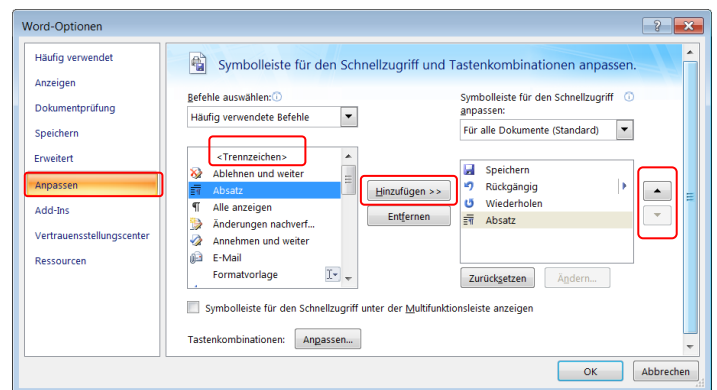 Word-Optionen
Häufig verwendet
Anzeigen
Dokumentprüfung
Speichern
Erweitert
Anpassen
Add-Ins
Vertrauensstellungscenter
Ressourcen
Symbolleiste für den Schnellzugriff und Tastenkombinationen anpassen.
Befehle auswählen:
Häufig verwendete Befehle
<Trennzeichen>
Ablehnen und weiter
Absatz
Alle anzeigen
Änderungen nachverf...
Annehmen und weiter
E-Mail
Formatvorlage
Hinzufügen >>
Entfernen
Symbolleiste für den Schnellzugriff
anpassen:
Für alle Dokumente (Standard)
Speichern
Rückgängig
Wiederholen
Absatz
Zurücksetzen
Ändern...
Symbolleiste für den Schnellzugriff unter der Multifunktionsleiste anzeigen
Tastenkombinationen: Anpassen...
OK
Abbrechen